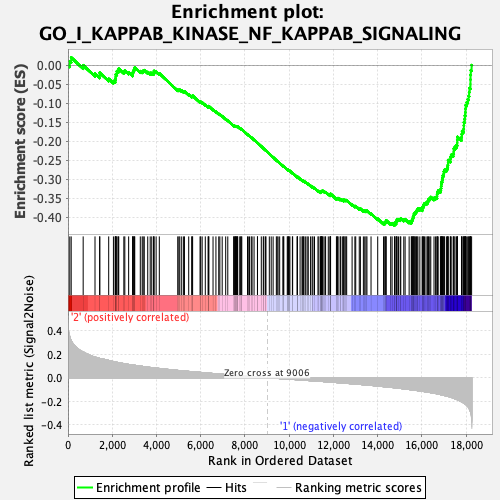 Enrichment plot:
GO_I_KAPPAB_KINASE_NF_KAPPAB_SIGNALING
Enrichment score (ES)
0.00
-0.05
-0.10
-0.15
-0.20
-0.25
-0.30
-0.35
-0.40
'2' (positively correlated)
Ranked list metric (Signal2Noise)
0.4
0.2
0.0
-0.2
-0.4
Zero cross at 9006
'1' (negatively correlated)
0 2,000 4,000 6,000 8,000 10,000 12,000 14,000 16,000 18,000
Rank in Ordered Dataset
Enrichment profile Hits Ranking metric scores